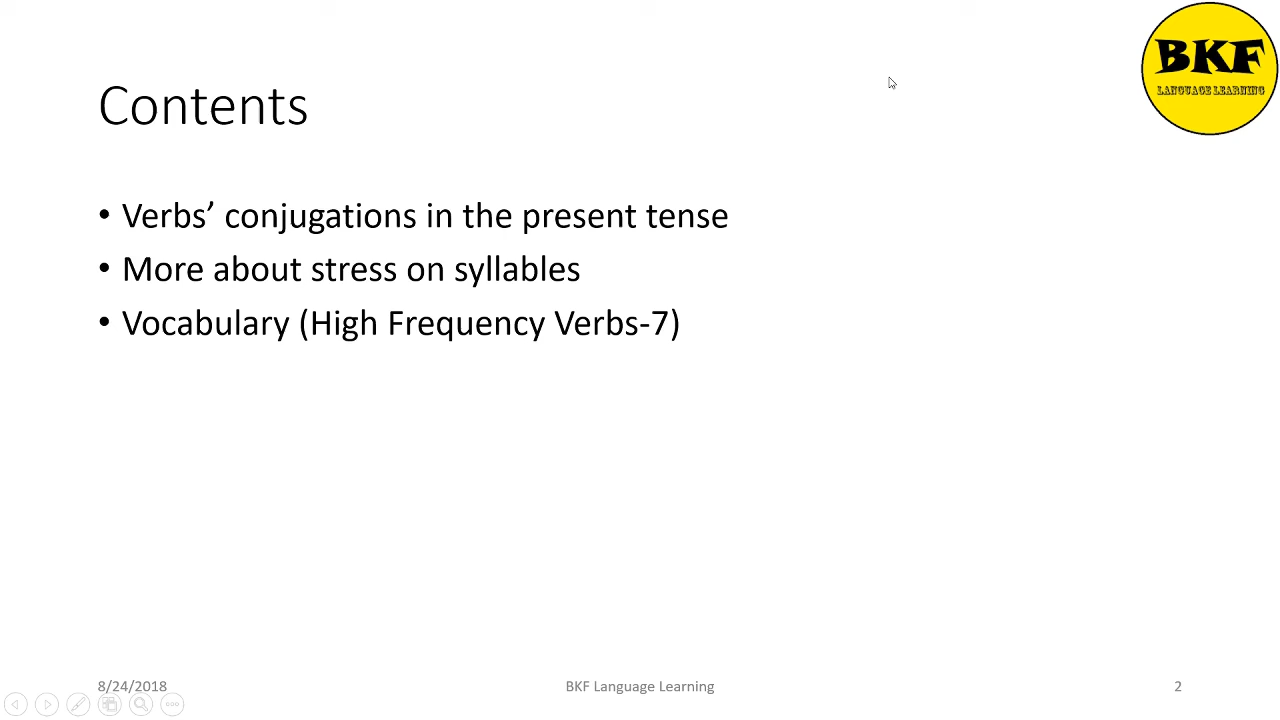 BKF
LANGUAGE LEARNING
Contents
• Verbs’ conjugations in the present tense
• More about stress on syllables
• Vocabulary (High Frequency Verbs-7)
8/24/2018
BKF Language Learning
2